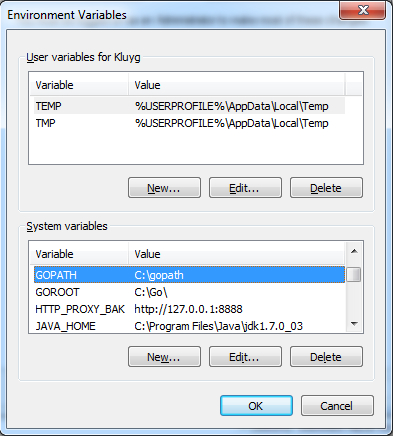 Environment Variables
User variables for Kluyg
Variable Value
TEMP %USERPROFILE%\AppData\Local\Temp
TMP %USERPROFILE%\AppData\Local\Temp
New... Edit... Delete
System variables
Variable Value
GOPATH C:\gopath
GOROOT C:\Go\
HTTP_PROXY_BAK http://127.0.0.1:8888
JAVA_HOME C:\Program Files\Java\jdk1.7.0_03
New... Edit... Delete
OK Cancel